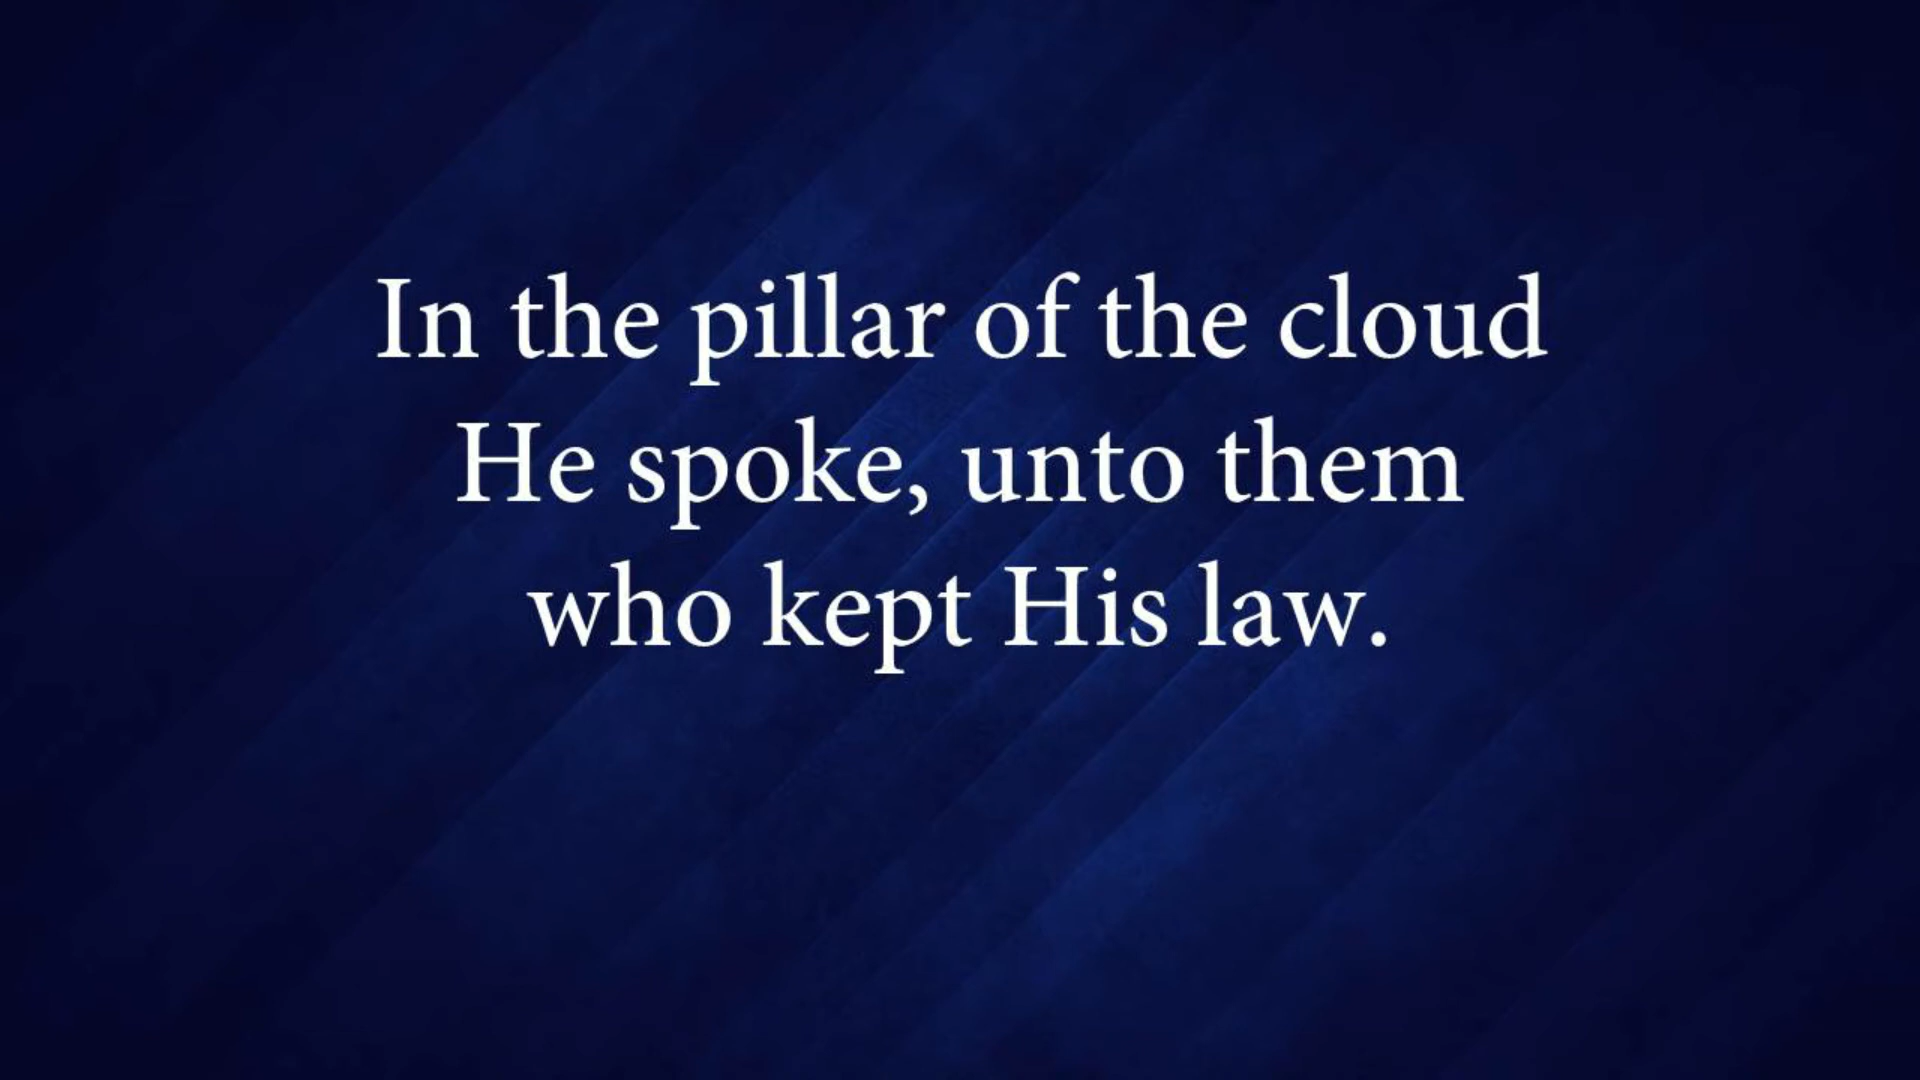 In the pillar of the cloud
He spoke, unto them
who kept His law.